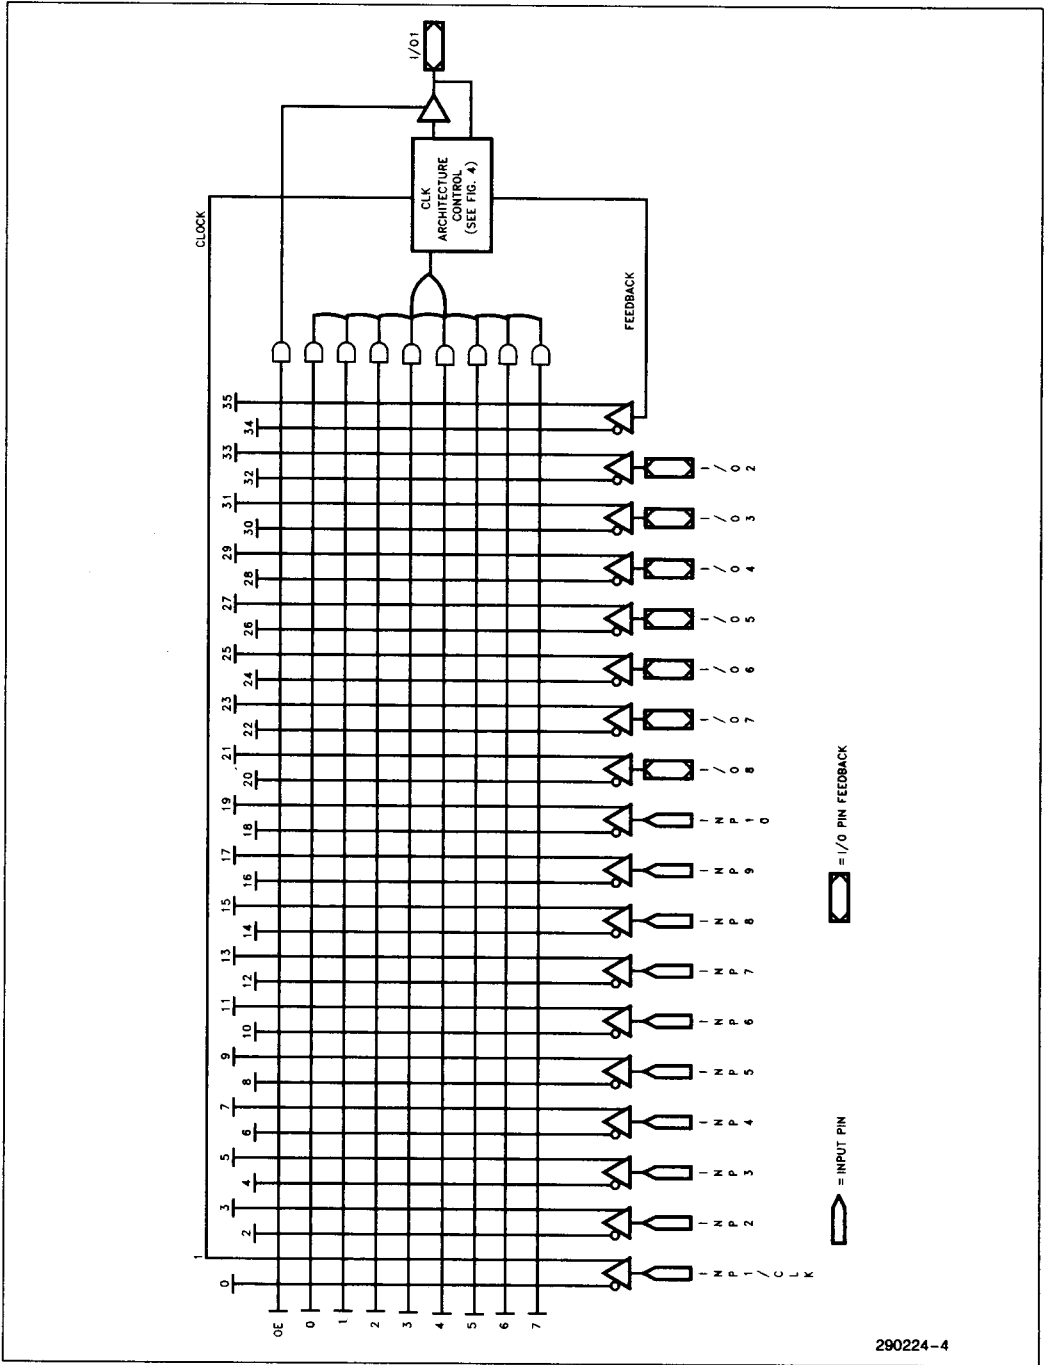 I/O1
CLOCK
CLK
ARCHITECTURE
CONTROL
(SEE FIG. 4)
FEEDBACK
0
1
2
3
4
5
6
7
8
9
10
11
12
13
14
15
16
17
18
19
20
21
22
23
24
25
26
27
28
29
30
31
32
33
34
35
OE
0
1
2
3
4
5
6
7
INP1/CLK
INP2
INP3
INP4
INP5
INP6
INP7
INP8
INP9
INP10
I/O8
I/O7
I/O6
I/O5
I/O4
I/O3
I/O2
=INPUT PIN
=I/O PIN FEEDBACK
290224-4